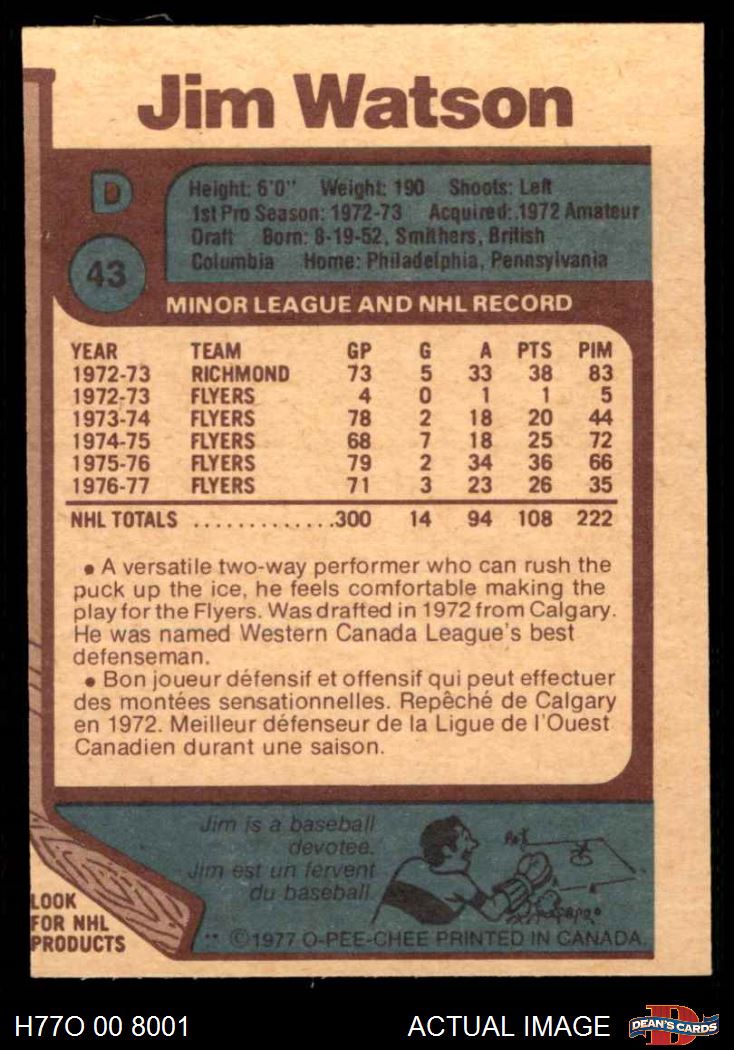 Jim Watson
D
43
Height: 6'0" Weight: 190 Shoots: Left
1st Pro Season: 1972-73 Acquired: 1972 Amateur
Draft Born: 8-19-52, Smithers, British
Columbia Home: Philadelphia, Pennsylvania
MINOR LEAGUE AND NHL RECORD
YEAR TEAM GP G A PTS PIM
1972-73 RICHMOND 73 5 33 38 83
1972-73 FLYERS 4 0 1 1 5
1973-74 FLYERS 78 2 18 20 44
1974-75 FLYERS 68 7 18 25 72
1975-76 FLYERS 79 2 34 36 66
1976-77 FLYERS 71 3 23 26 35
NHL TOTALS .............300 14 94 108 222
• A versatile two-way performer who can rush the
puck up the ice, he feels comfortable making the
play for the Flyers. Was drafted in 1972 from Calgary.
He was named Western Canada League's best
defenseman.
• Bon joueur défensif et offensif qui peut effectuer
des montées sensationnelles. Repêché de Calgary
en 1972. Meilleur défenseur de la Ligue de l'Ouest
Canadien durant une saison.
Jim is a baseball
devotee.
Jim est un fervent
du baseball.
LOOK
FOR NHL
PRODUCTS
** ©1977 O-PEE-CHEE PRINTED IN CANADA
H77O 00 8001
ACTUAL IMAGE
D
DEAN'S CARDS